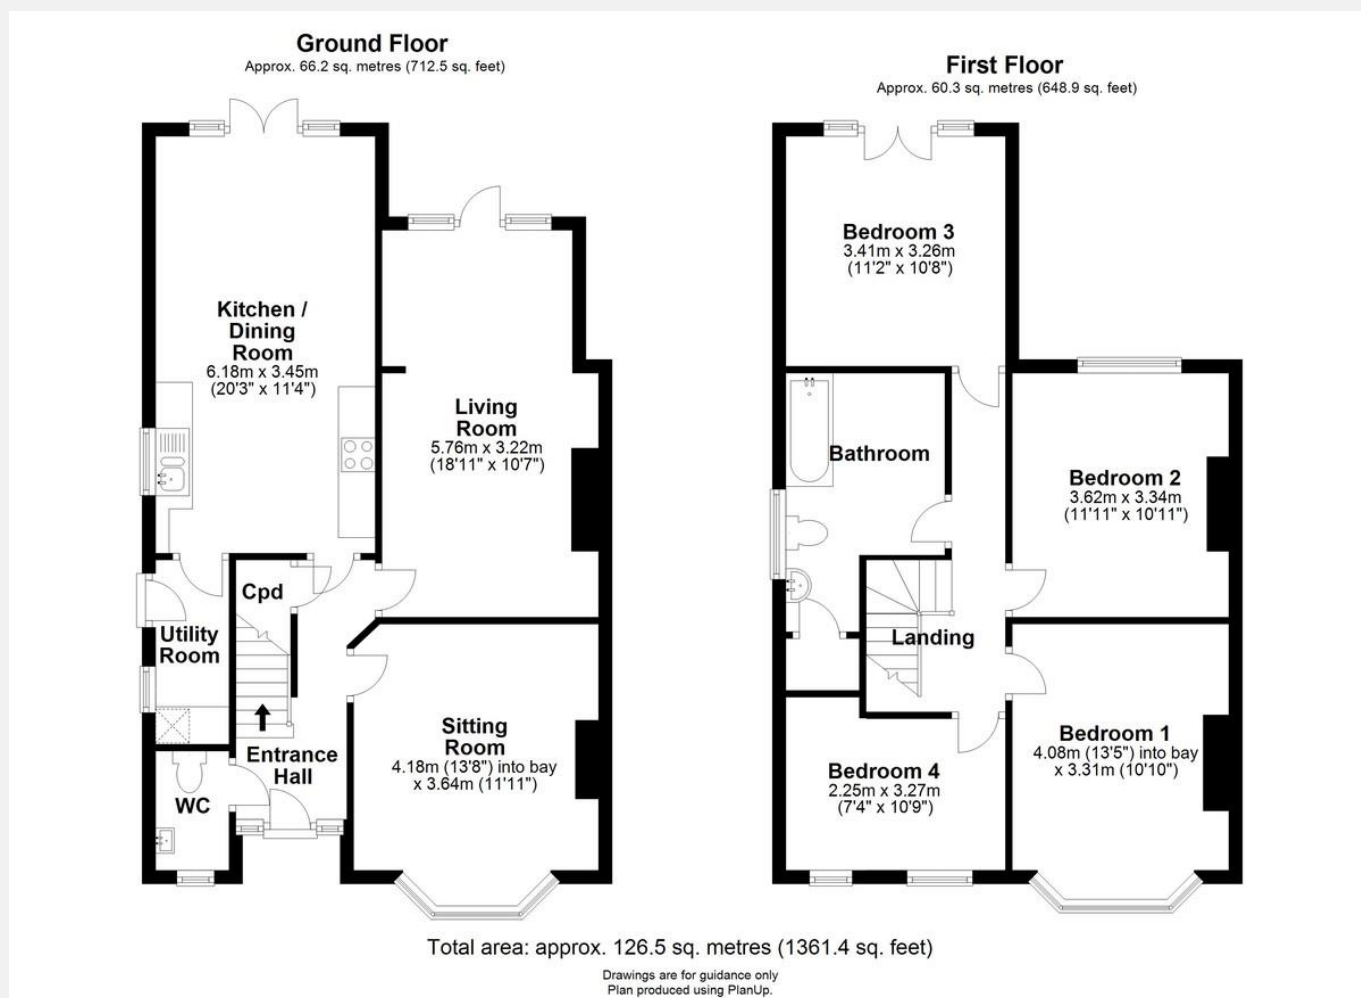 Ground Floor
Approx. 66.2 sq. metres (712.5 sq. feet)
Kitchen /
Dining
Room
6.18m x 3.45m
(20'3" x 11'4")
Living
Room
5.76m x 3.22m
(18'11" x 10'7")
Cpd
Utility
Room
Sitting
Room
4.18m (13'8") into bay
x 3.64m (11'11")
Entrance
Hall
WC
First Floor
Approx. 60.3 sq. metres (648.9 sq. feet)
Bedroom 3
3.41m x 3.26m
(11'2" x 10'8")
Bathroom
Bedroom 2
3.62m x 3.34m
(11'11" x 10'11")
Landing
Bedroom 1
4.08m (13'5") into bay
x 3.31m (10'10")
Bedroom 4
2.25m x 3.27m
(7'4" x 10'9")
Total area: approx. 126.5 sq. metres (1361.4 sq. feet)
Drawings are for guidance only
Plan produced using PlanUp.